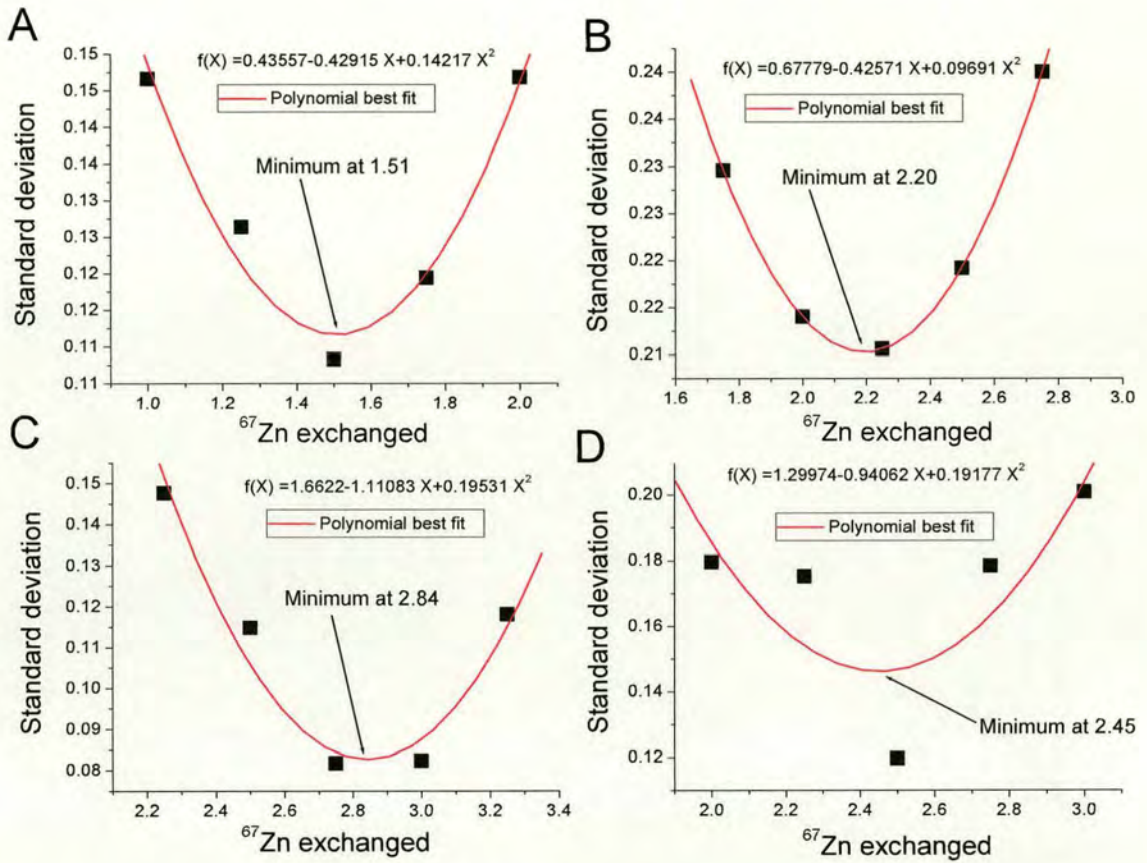 A
0.15
0.15
0.14
0.13
0.12
0.12
0.11
0.11
Standard deviation
f(X) =0.43557-0.42915 X+0.14217 X²
Polynomial best fit
Minimum at 1.51
1.0 1.2 1.4 1.6 1.8 2.0
⁶⁷Zn exchanged
B
0.24
0.24
0.23
0.23
0.22
0.22
0.21
Standard deviation
f(X) =0.67779-0.42571 X+0.09691 X²
Polynomial best fit
Minimum at 2.20
1.6 1.8 2.0 2.2 2.4 2.6 2.8 3.0
⁶⁷Zn exchanged
C
0.15
0.14
0.12
0.11
0.09
0.08
Standard deviation
f(X) =1.6622-1.11083 X+0.19531 X²
Polynomial best fit
Minimum at 2.84
2.2 2.4 2.6 2.8 3.0 3.2 3.4
⁶⁷Zn exchanged
D
0.20
0.18
0.16
0.14
0.12
Standard deviation
f(X) =1.29974-0.94062 X+0.19177 X²
Polynomial best fit
Minimum at 2.45
2.0 2.2 2.4 2.6 2.8 3.0
⁶⁷Zn exchanged